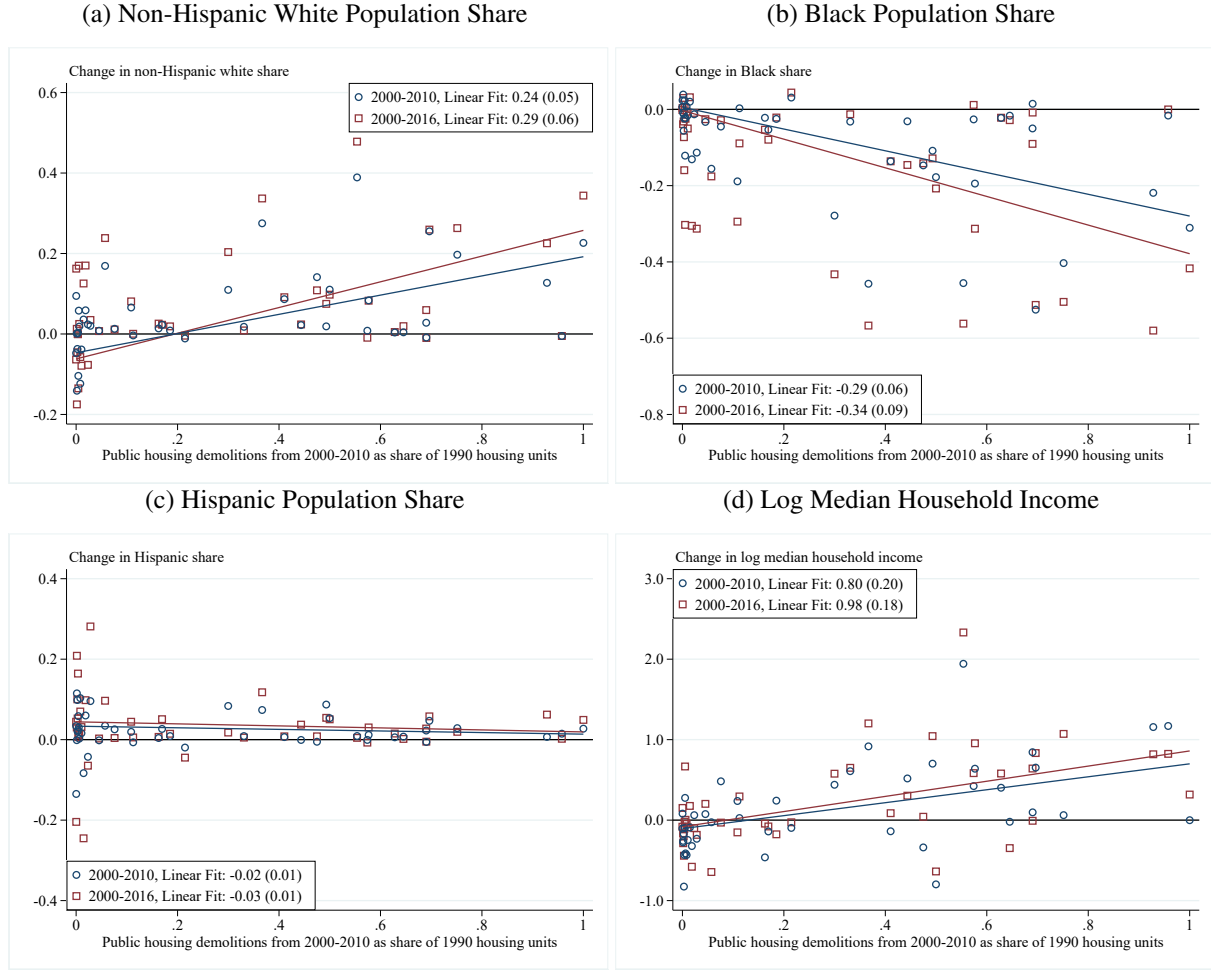 (a) Non-Hispanic White Population Share
Change in non-Hispanic white share
2000-2010, Linear Fit: 0.24 (0.05)
2000-2016, Linear Fit: 0.29 (0.06)
0.6
0.4
0.2
0.0
-0.2
0 .2 .4 .6 .8 1
Public housing demolitions from 2000-2010 as share of 1990 housing units
(b) Black Population Share
Change in Black share
0.0
-0.2
-0.4
-0.6
-0.8
2000-2010, Linear Fit: -0.29 (0.06)
2000-2016, Linear Fit: -0.34 (0.09)
0 .2 .4 .6 .8 1
Public housing demolitions from 2000-2010 as share of 1990 housing units
(c) Hispanic Population Share
Change in Hispanic share
0.4
0.2
0.0
-0.2
-0.4
2000-2010, Linear Fit: -0.02 (0.01)
2000-2016, Linear Fit: -0.03 (0.01)
0 .2 .4 .6 .8 1
Public housing demolitions from 2000-2010 as share of 1990 housing units
(d) Log Median Household Income
Change in log median household income
2000-2010, Linear Fit: 0.80 (0.20)
2000-2016, Linear Fit: 0.98 (0.18)
3.0
2.0
1.0
0.0
-1.0
0 .2 .4 .6 .8 1
Public housing demolitions from 2000-2010 as share of 1990 housing units